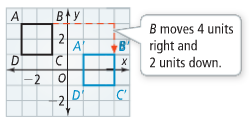 A B y
2 A' B'
D C x
−2 O
D' C'
−2
B moves 4 units
right and
2 units down.